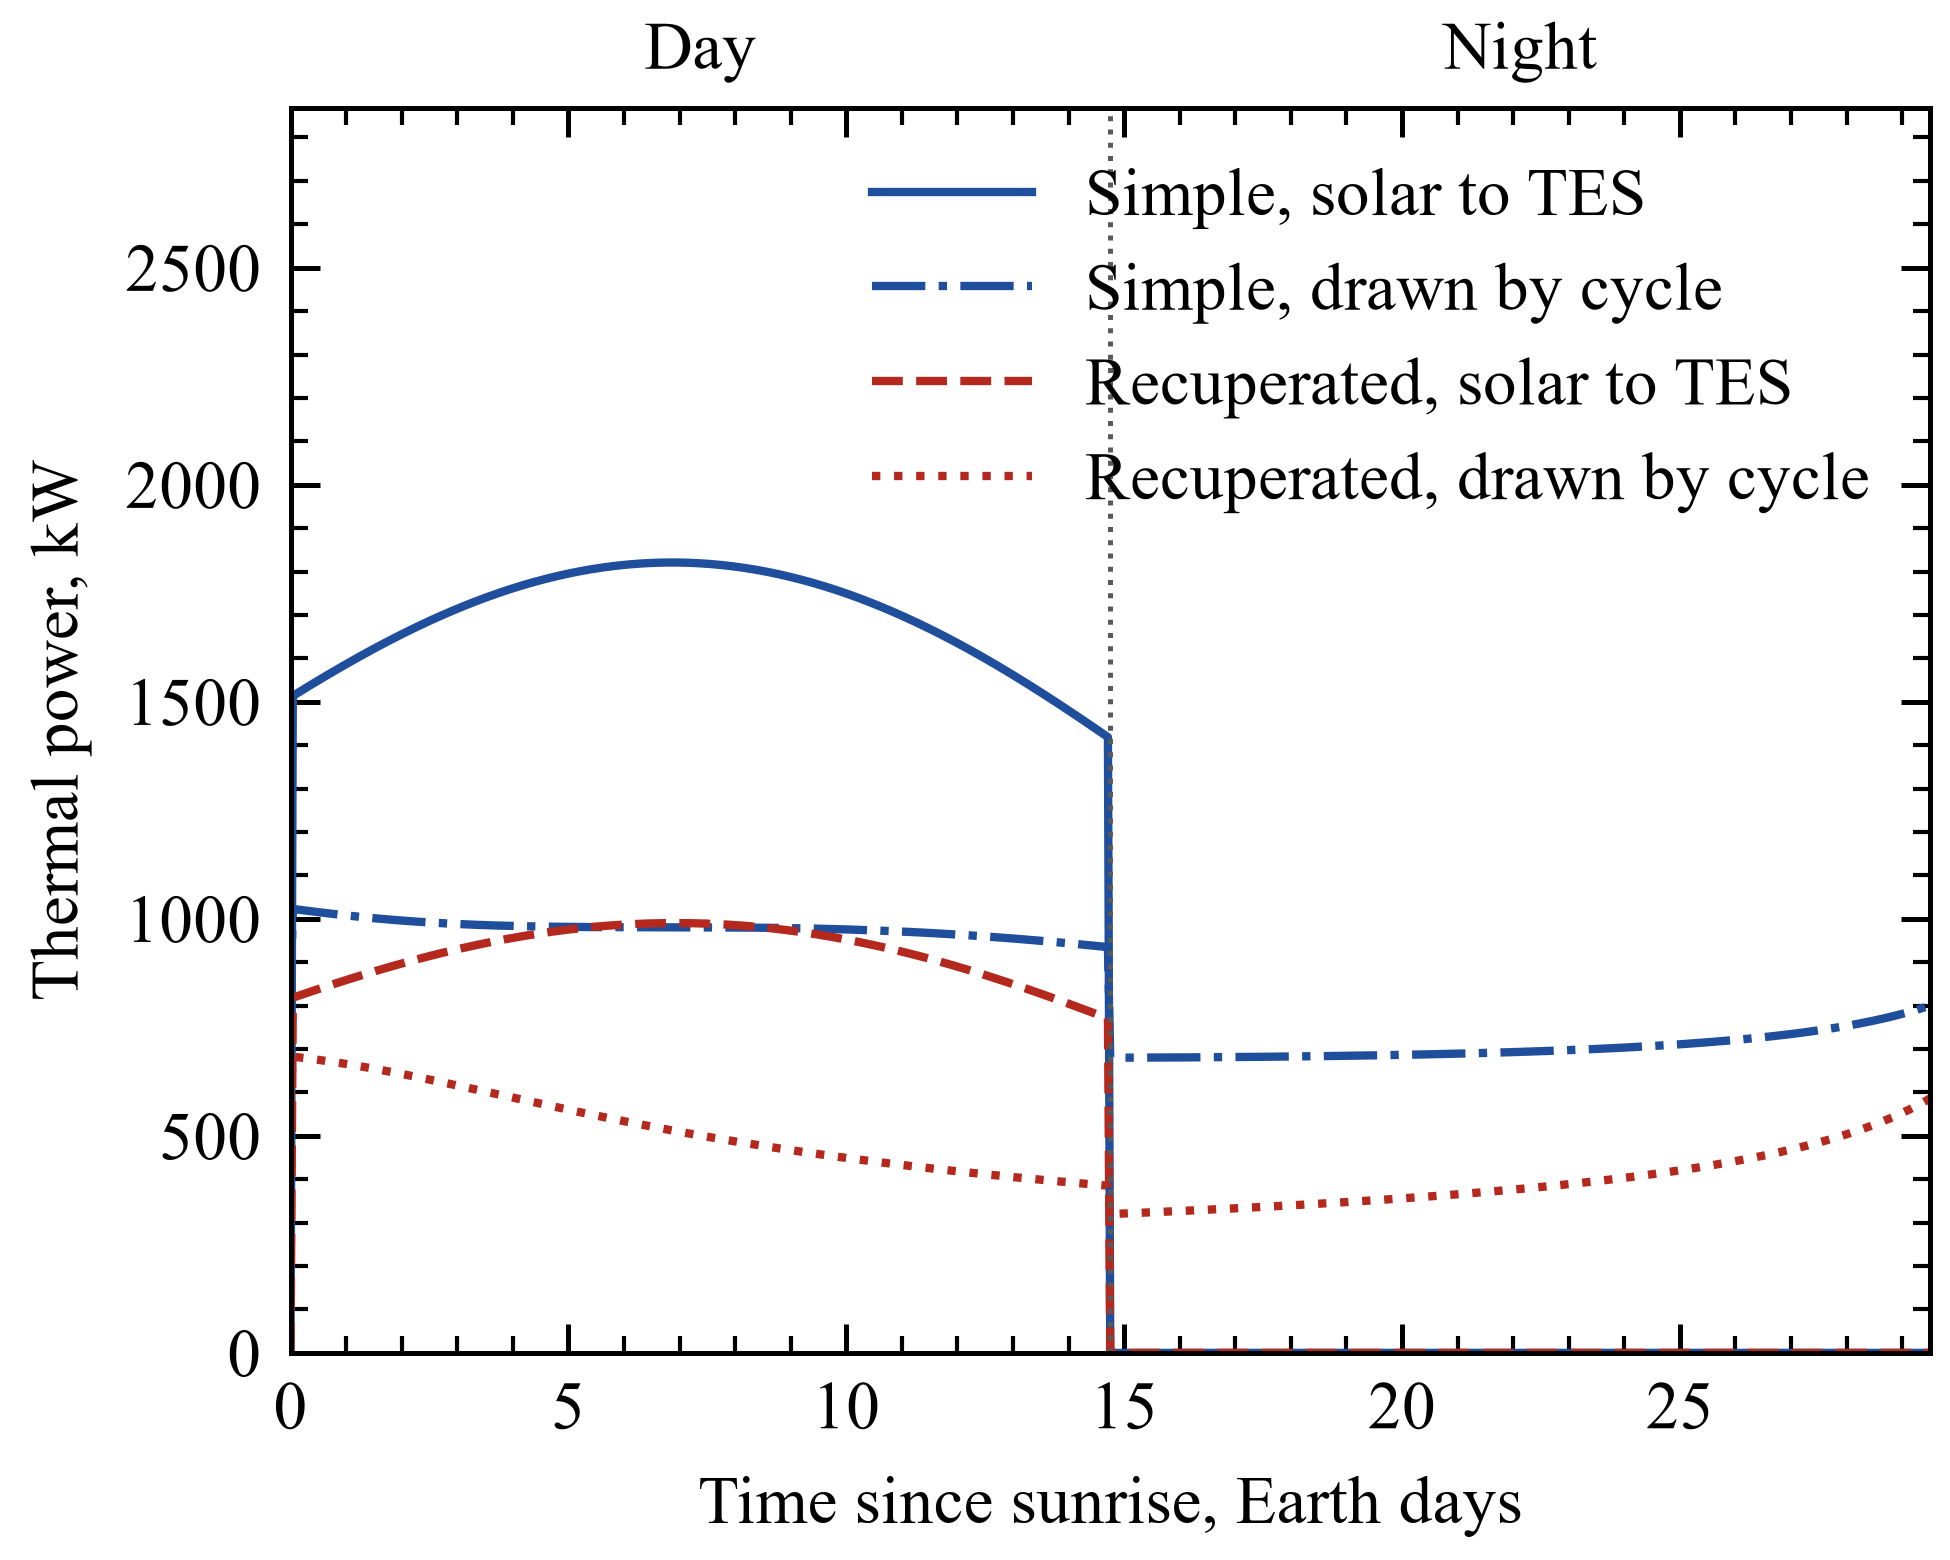 Day
Night
Simple, solar to TES
Simple, drawn by cycle
Recuperated, solar to TES
Recuperated, drawn by cycle
Thermal power, kW
2500
2000
1500
1000
500
0
0 5 10 15 20 25
Time since sunrise, Earth days